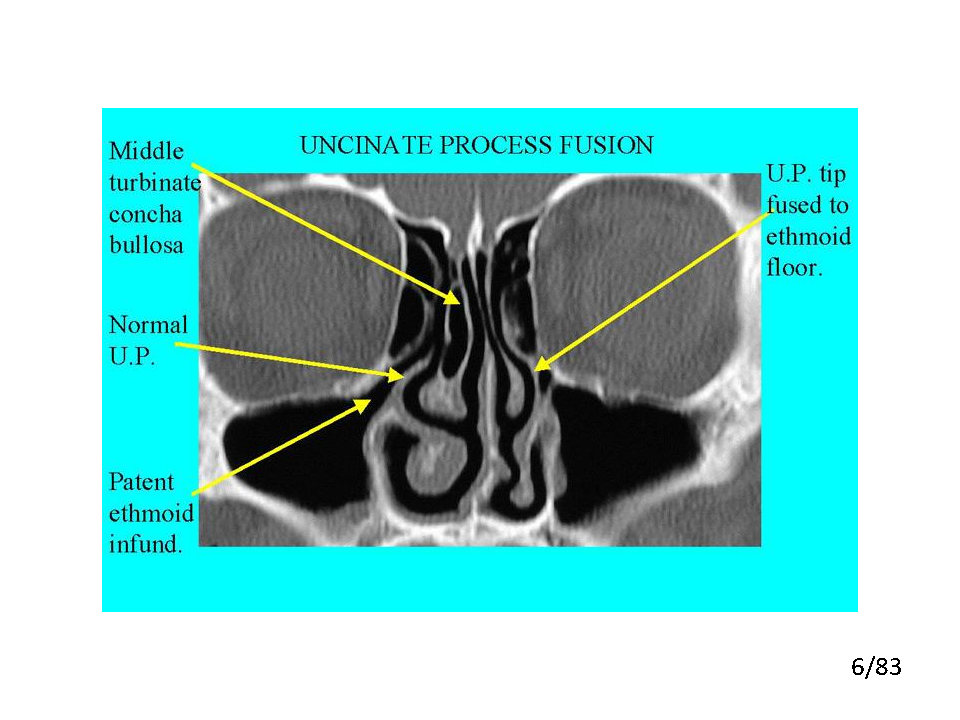 UNCINATE PROCESS FUSION
Middle
turbinate
concha
bullosa
Normal
U.P.
Patent
ethmoid
infund.
U.P. tip
fused to
ethmoid
floor.
6/83